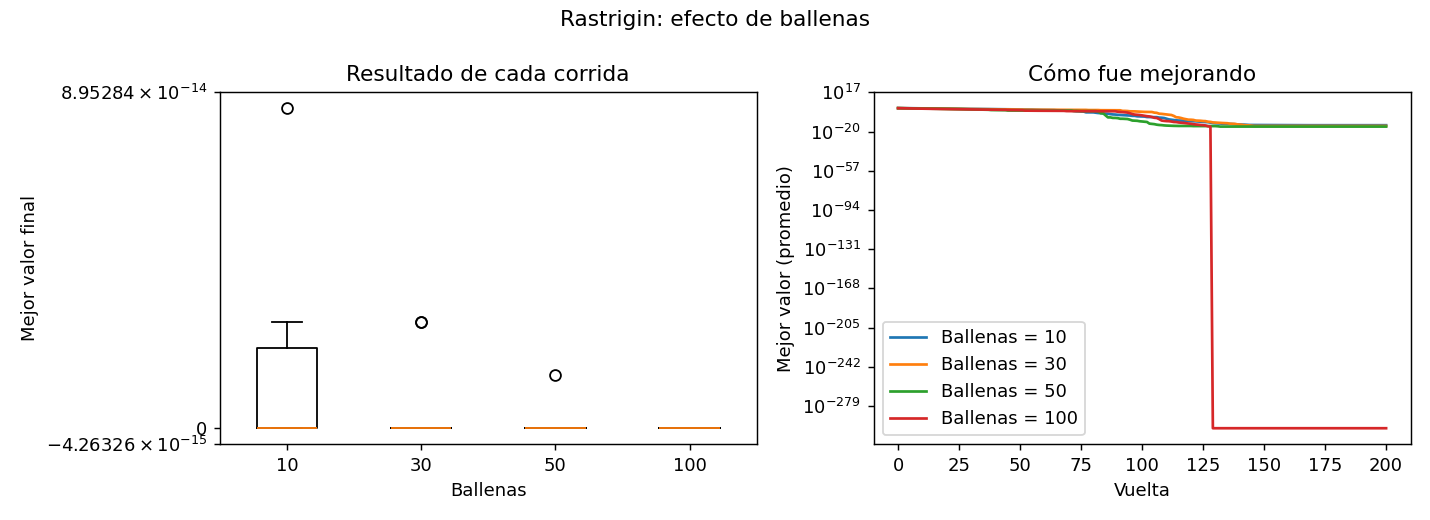 Rastrigin: efecto de ballenas
Resultado de cada corrida
8.95284 × 10⁻¹⁴
0
−4.26326 × 10⁻¹⁵
Mejor valor final
10 30 50 100
Ballenas
Cómo fue mejorando
10¹⁷
10⁻²⁰
10⁻⁵⁷
10⁻⁹⁴
10⁻¹³¹
10⁻¹⁶⁸
10⁻²⁰⁵
10⁻²⁴²
10⁻²⁷⁹
Mejor valor (promedio)
Ballenas = 10
Ballenas = 30
Ballenas = 50
Ballenas = 100
0 25 50 75 100 125 150 175 200
Vuelta